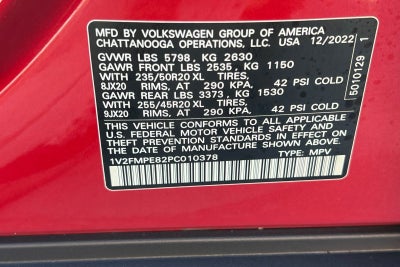 MFD BY VOLKSWAGEN GROUP OF AMERICA
CHATTANOOGA OPERATIONS, LLC. USA 12/2022
GVWR LBS 5798, KG 2630
GAWR FRONT LBS 2535, KG 1150
WITH 235/50R20 XL TIRES,
8JX20 RIMS, AT 290 KPA. 42 PSI COLD
GAWR REAR LBS 3373, KG 1530
WITH 255/45R20 XL TIRES,
9JX20 RIMS, AT 290 KPA. 42 PSI COLD
THIS VEHICLE CONFORMS TO ALL APPLICABLE
U.S. FEDERAL MOTOR VEHICLE SAFETY AND
THEFT PREVENTION STANDARDS IN EFFECT ON
THE DATE OF MANUFACTURE SHOWN ABOVE.
1V2FMPE82PC010378 TYPE: MPV
5010129 1